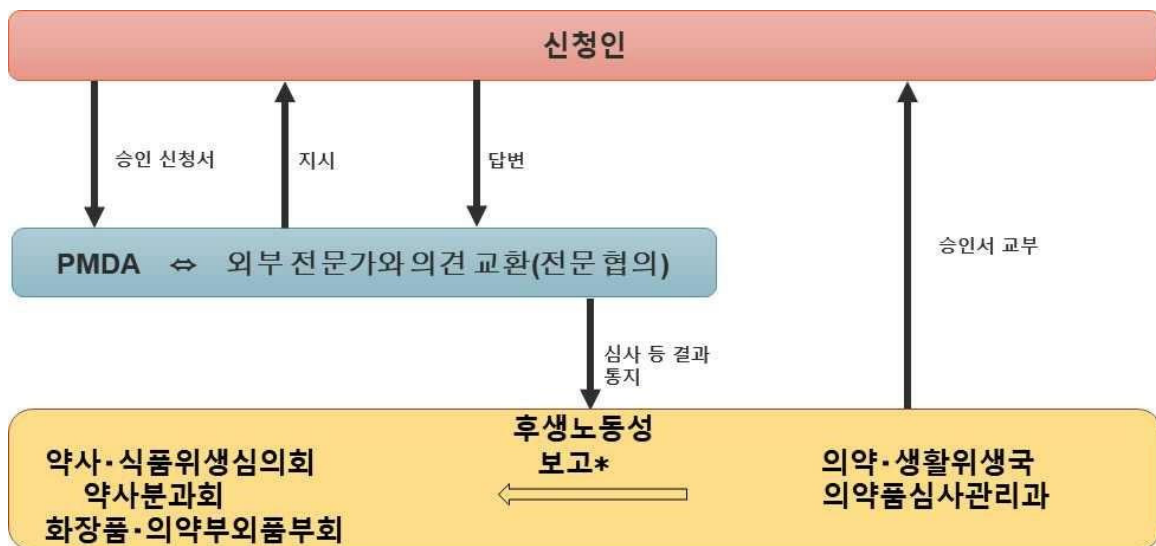 신청인
승인 신청서
지시
답변
PMDA ⇔ 외부 전문가와 의견 교환(전문 협의)
승인서 교부
심사 등 결과
통지
후생노동성
보고*
약사·식품위생심의회
약사분과회
화장품·의약부외품부회
의약·생활위생국
의약품심사관리과